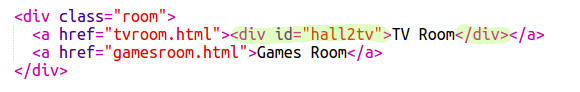 <div class="room">
<a href="tvroom.html"><div id="hall2tv">TV Room</div></a>
<a href="gamesroom.html">Games Room</a>
</div>